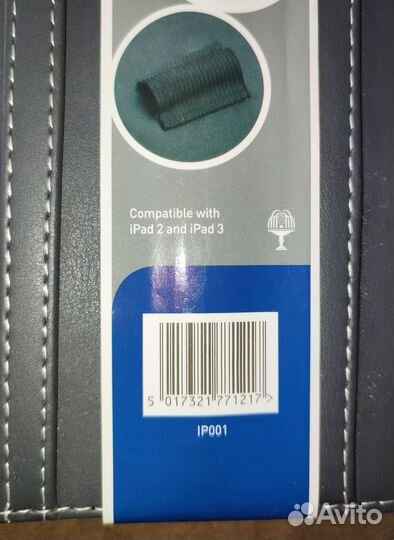 Compatible with
iPad 2 and iPad 3
5 017321 771217 >
IP001
Avito